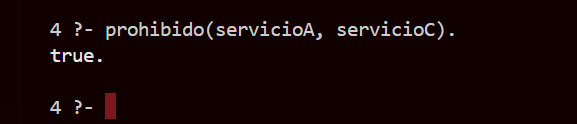 4 ?- prohibido(servicioA, servicioC).
true.
4 ?-